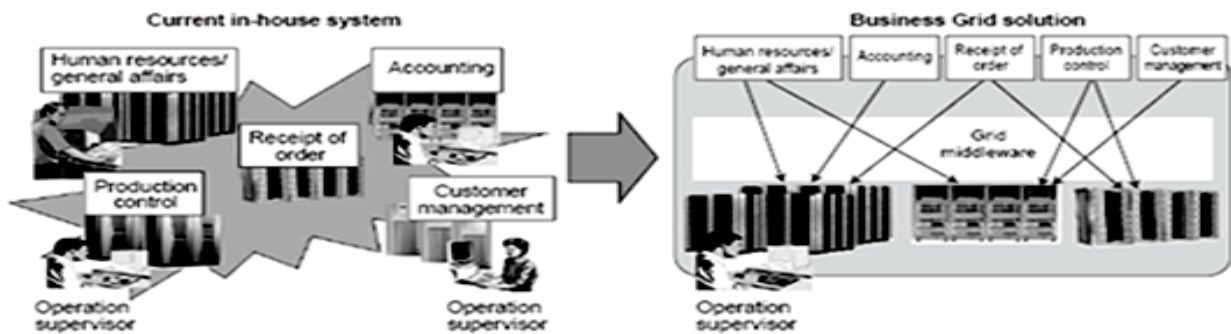 Current in-house system
Human resources/
general affairs
Accounting
Receipt of
order
Production
control
Customer
management
Operation
supervisor
Operation
supervisor
Business Grid solution
Human resources/
general affairs
Accounting
Receipt of
order
Production
control
Customer
management
Grid
middleware
Operation
supervisor